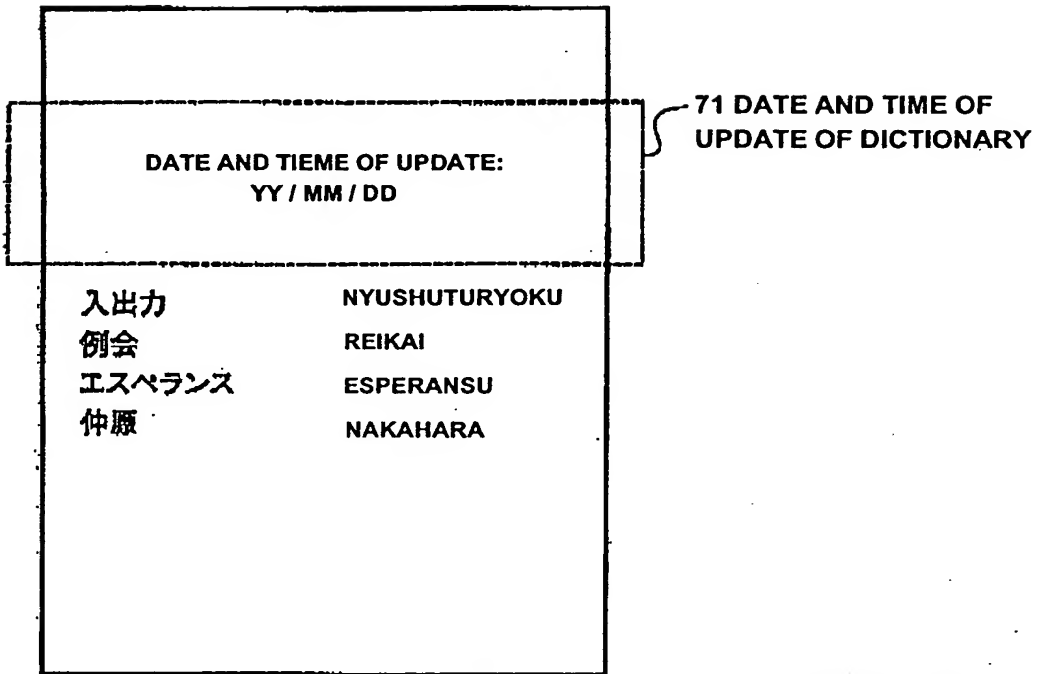 71 DATE AND TIME OF
UPDATE OF DICTIONARY
DATE AND TIEME OF UPDATE:
YY / MM / DD
入出力 NYUSHUTURYOKU
例会 REIKAI
エスペランス ESPERANSU
仲原 NAKAHARA